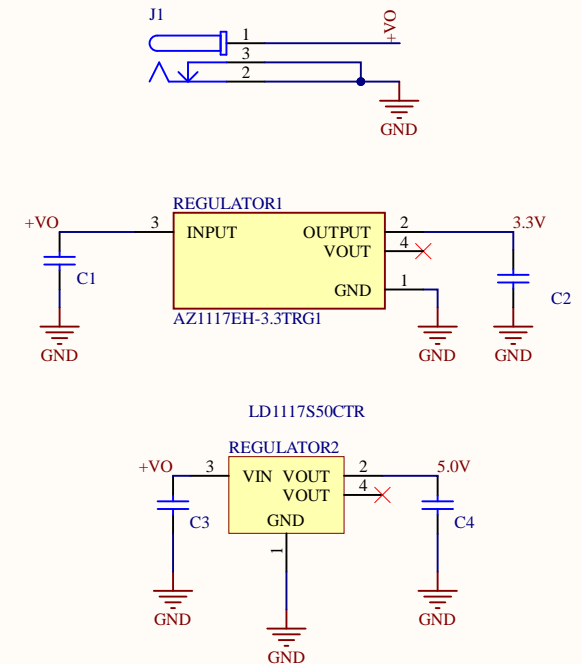 J1
+VO
1
3
2
GND
REGULATOR1
+VO
3
INPUT
OUTPUT
2
3.3V
VOUT
4
C1
GND
1
C2
AZ1117EH-3.3TRG1
GND
GND
GND
LD1117S50CTR
REGULATOR2
+VO
3
VIN
VOUT
2
5.0V
VOUT
4
C3
GND
C4
1
GND
GND
GND